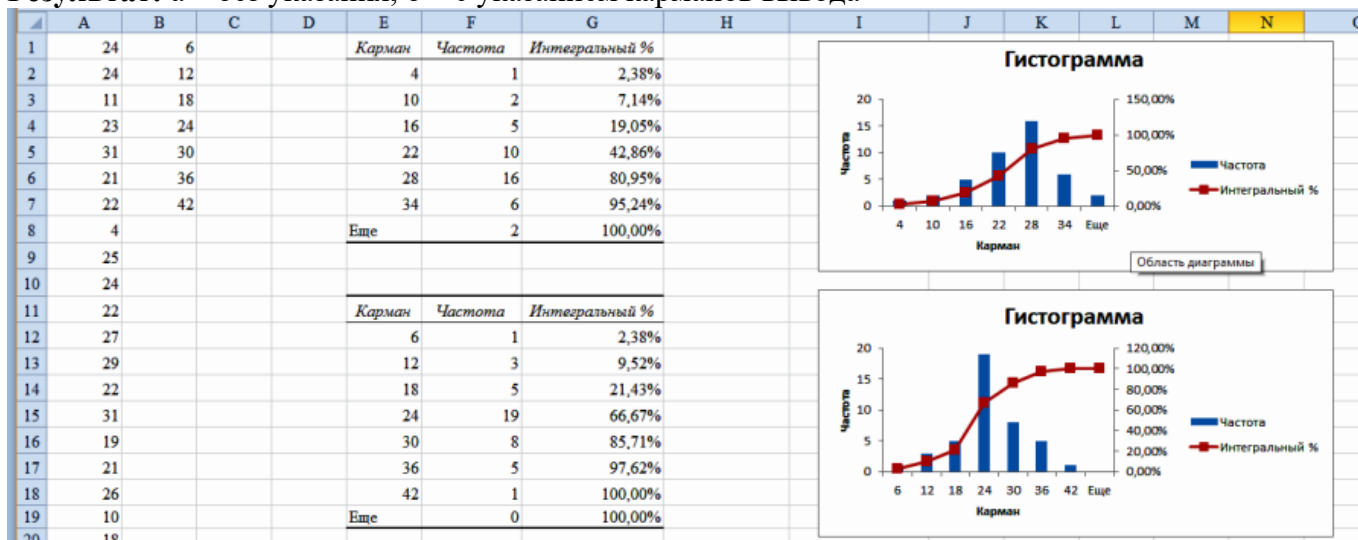 Результат: а – без указания, б – с указанием карманов вывода
A B C D E F G H I J K L M N
1 24 6 Карман Частота Интегральный %
2 24 12 4 1 2,38%
3 11 18 10 2 7,14%
4 23 24 16 5 19,05%
5 31 30 22 10 42,86%
6 21 36 28 16 80,95%
7 22 42 34 6 95,24%
8 4 Еще 2 100,00%
9 25
10 24
11 22 Карман Частота Интегральный %
12 27 6 1 2,38%
13 29 12 3 9,52%
14 22 18 5 21,43%
15 31 24 19 66,67%
16 19 30 8 85,71%
17 21 36 5 97,62%
18 26 42 1 100,00%
19 10 Еще 0 100,00%
20 18
Гистограмма
20 150,00%
15 100,00%
10 50,00%
5 0,00%
0
Частота
4 10 16 22 28 34 Еще
Карман
Частота
Интегральный %
Область диаграммы
Гистограмма
20 120,00%
100,00%
15 80,00%
10 60,00%
40,00%
5 20,00%
0 0,00%
Частота
6 12 18 24 30 36 42 Еще
Карман
Частота
Интегральный %